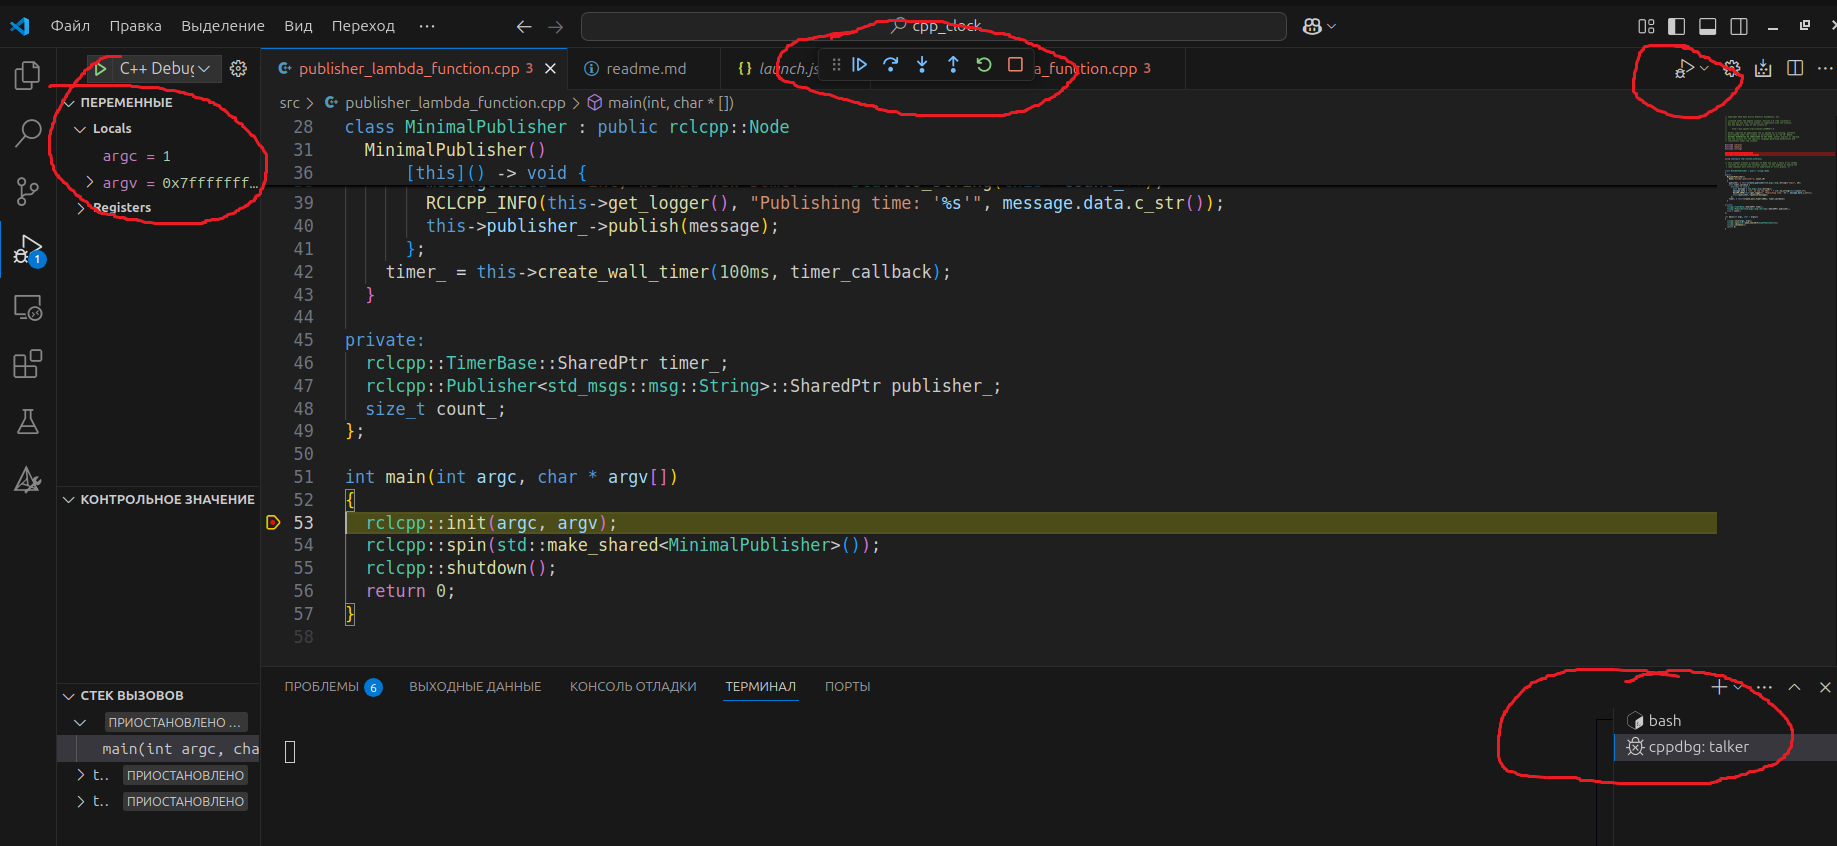 Файл Правка Выделение Вид Переход ··· cpp_clock
C++ Debug
publisher_lambda_function.cpp 3 readme.md launch.js a_function.cpp 3
src > publisher_lambda_function.cpp > main(int, char * [])
ПЕРЕМЕННЫЕ
Locals
argc = 1
argv = 0x7fffffff…
Registers
КОНТРОЛЬНОЕ ЗНАЧЕНИЕ
СТЕК ВЫЗОВОВ
ПРИОСТАНОВЛЕНО …
main(int argc, cha
t.. ПРИОСТАНОВЛЕНО
t.. ПРИОСТАНОВЛЕНО
1
28 class MinimalPublisher : public rclcpp::Node
31 MinimalPublisher()
36 [this]() -> void {
39 RCLCPP_INFO(this->get_logger(), "Publishing time: '%s'", message.data.c_str());
40 this->publisher_->publish(message);
41 };
42 timer_ = this->create_wall_timer(100ms, timer_callback);
43 }
44
45 private:
46 rclcpp::TimerBase::SharedPtr timer_;
47 rclcpp::Publisher<std_msgs::msg::String>::SharedPtr publisher_;
48 size_t count_;
49 };
50
51 int main(int argc, char * argv[])
52 {
53 rclcpp::init(argc, argv);
54 rclcpp::spin(std::make_shared<MinimalPublisher>());
55 rclcpp::shutdown();
56 return 0;
57 }
58
ПРОБЛЕМЫ 6 ВЫХОДНЫЕ ДАННЫЕ КОНСОЛЬ ОТЛАДКИ ТЕРМИНАЛ ПОРТЫ
bash
cppdbg: talker